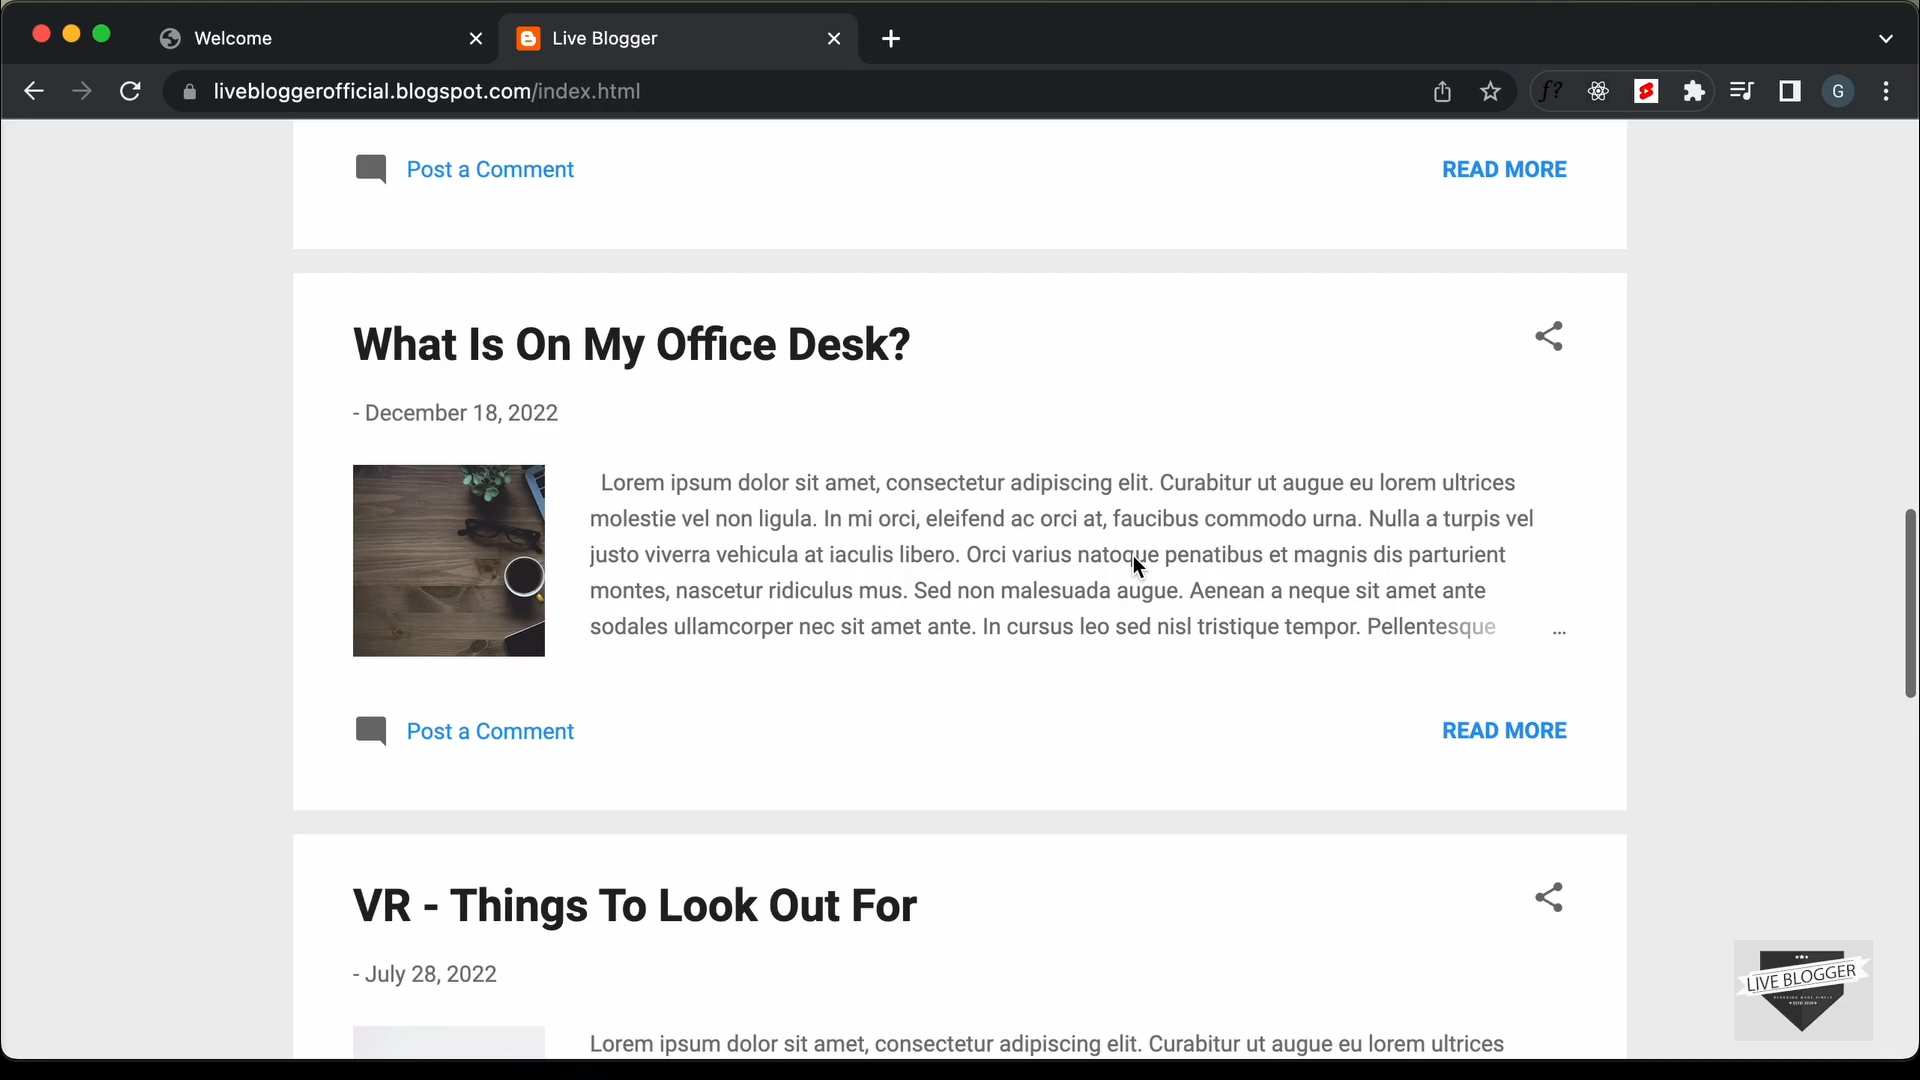 Welcome
Live Blogger
livebloggerofficial.blogspot.com/index.html
f?
G
Post a Comment
READ MORE
What Is On My Office Desk?
- December 18, 2022
Lorem ipsum dolor sit amet, consectetur adipiscing elit. Curabitur ut augue eu lorem ultrices
molestie vel non ligula. In mi orci, eleifend ac orci at, faucibus commodo urna. Nulla a turpis vel
justo viverra vehicula at iaculis libero. Orci varius natoque penatibus et magnis dis parturient
montes, nascetur ridiculus mus. Sed non malesuada augue. Aenean a neque sit amet ante
sodales ullamcorper nec sit amet ante. In cursus leo sed nisl tristique tempor. Pellentesque ...
Post a Comment
READ MORE
VR - Things To Look Out For
- July 28, 2022
Lorem ipsum dolor sit amet, consectetur adipiscing elit. Curabitur ut augue eu lorem ultrices
LIVE BLOGGER